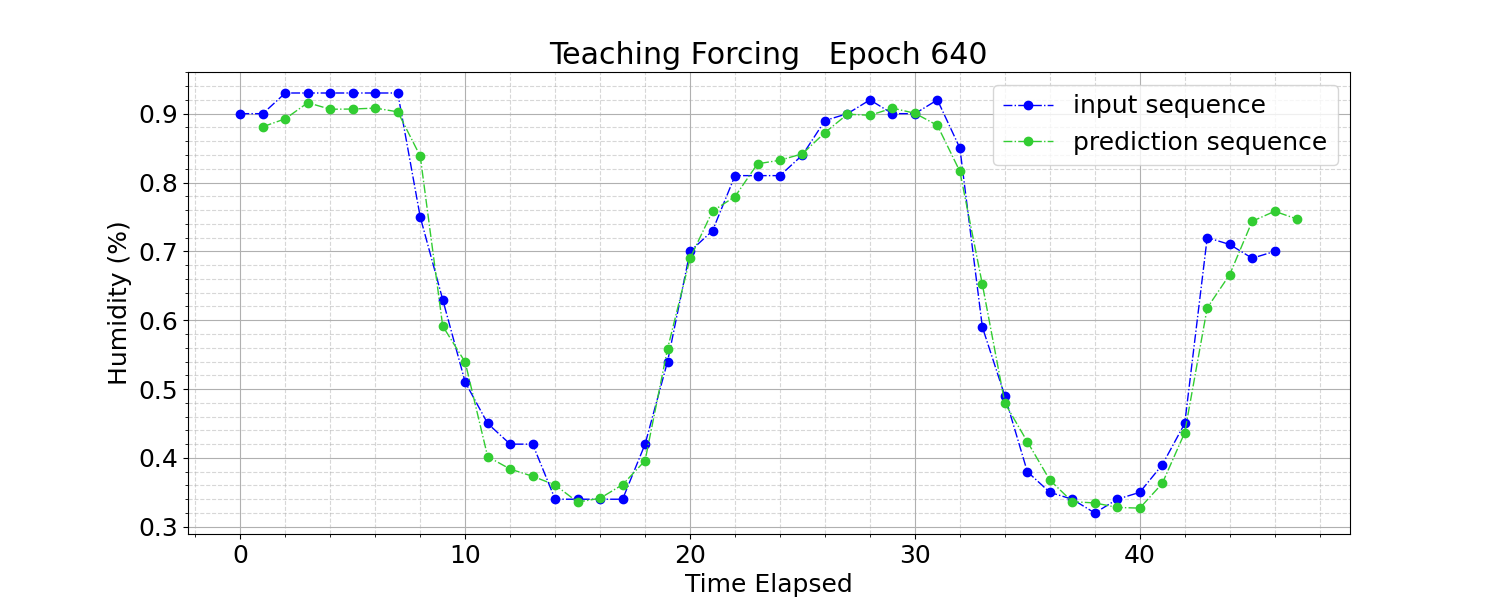 Teaching Forcing   Epoch 640
input sequence
prediction sequence
Humidity (%)
0.9
0.8
0.7
0.6
0.5
0.4
0.3
0 10 20 30 40
Time Elapsed